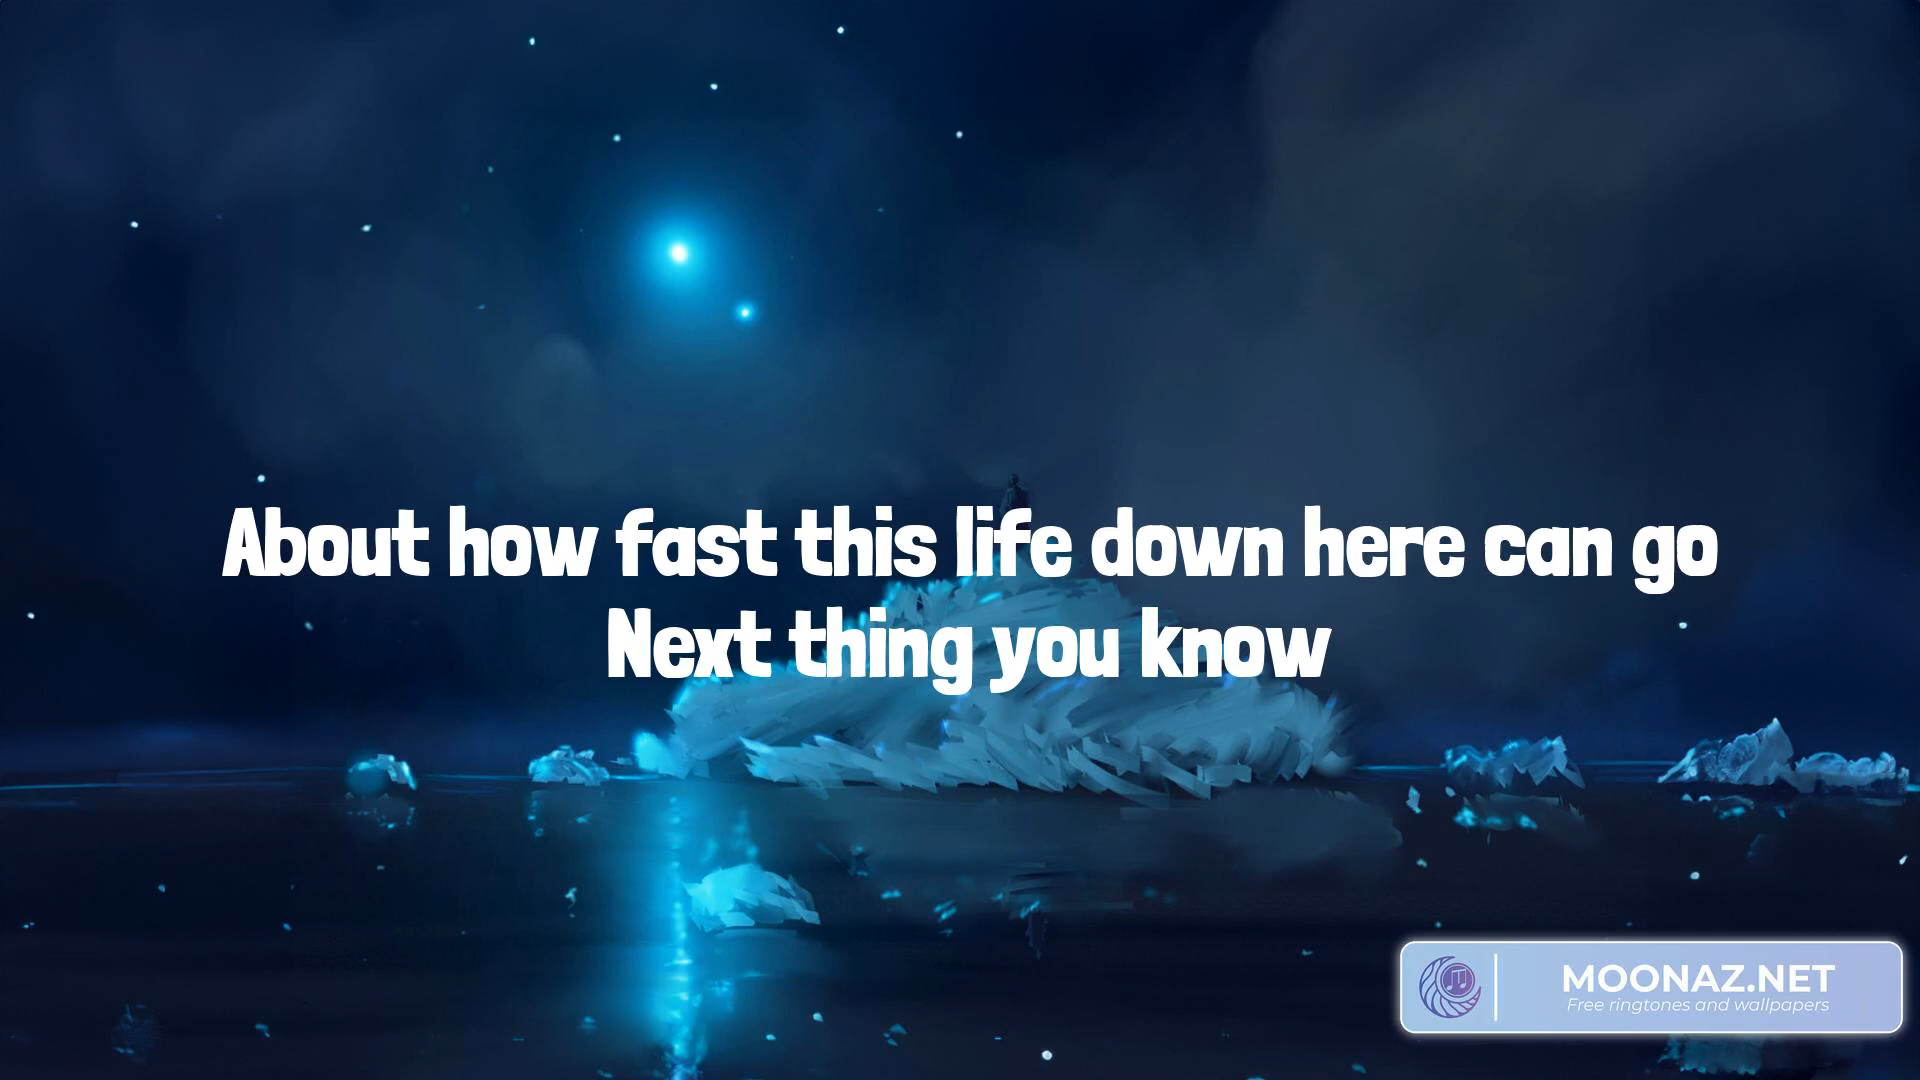 About how fast this life down here can go
Next thing you know
MOONAZ.NET
Free ringtones and wallpapers